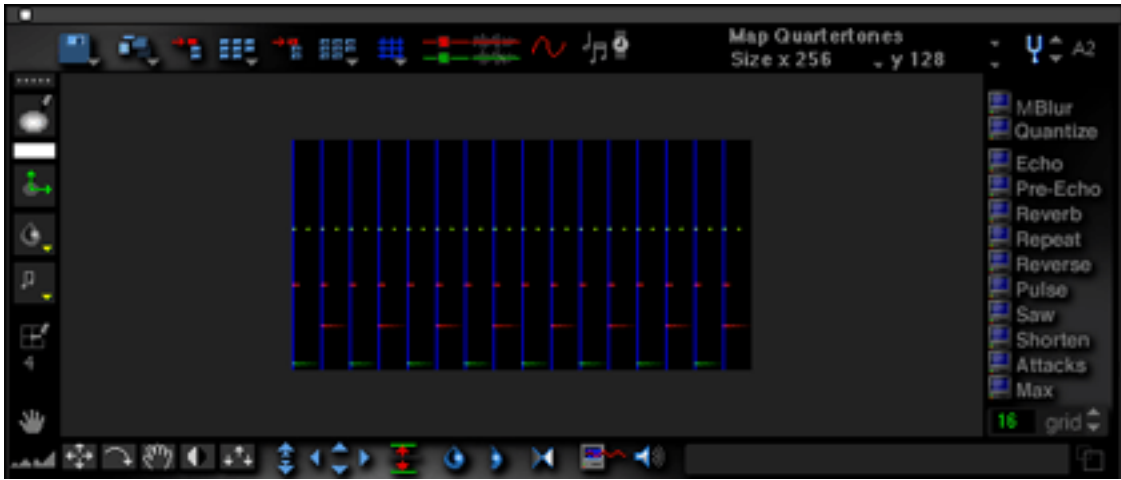 Map Quartertones
Size x 256 y 128
A2
MBlur
Quantize
Echo
Pre-Echo
Reverb
Repeat
Reverse
Pulse
Saw
Shorten
Attacks
Max
4
16 grid